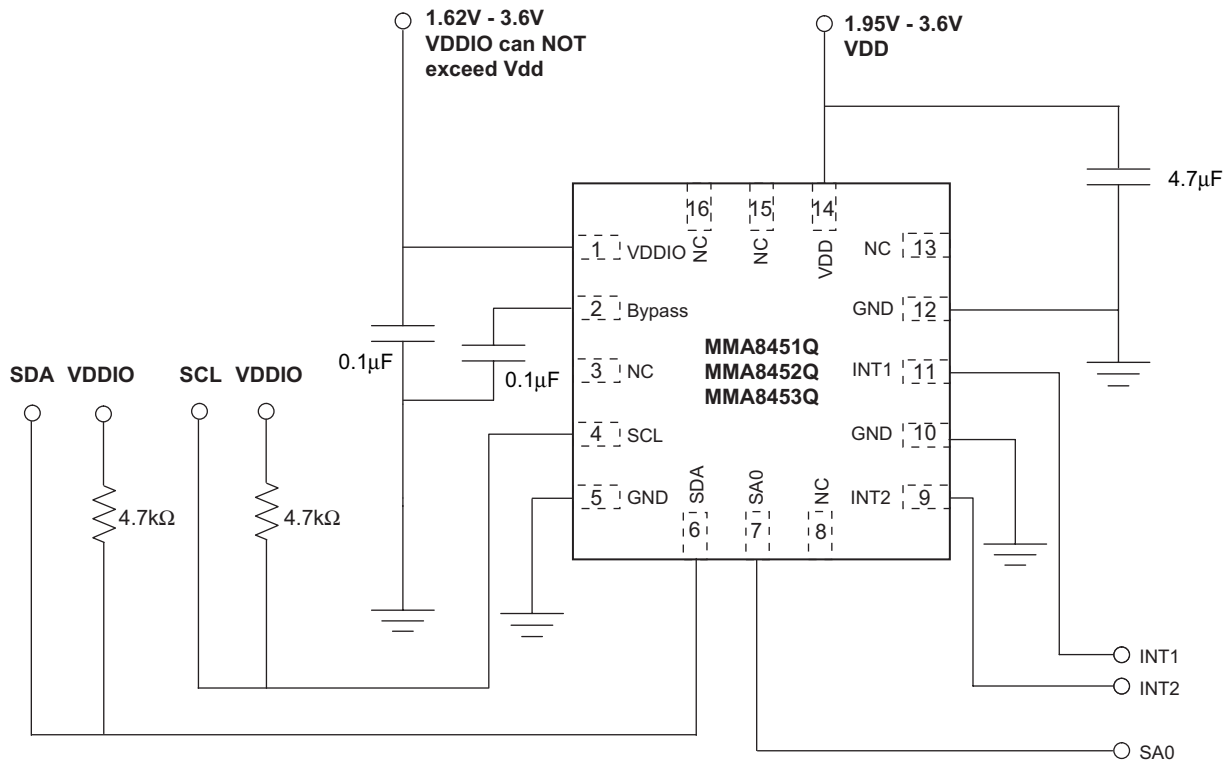 1.62V - 3.6V
VDDIO can NOT
exceed Vdd
1.95V - 3.6V
VDD
4.7μF
16
15
14
NC
NC
VDD
1
VDDIO
NC
13
2
Bypass
GND
12
0.1μF
0.1μF
MMA8451Q
MMA8452Q
MMA8453Q
3
NC
INT1
11
SDA VDDIO
SCL VDDIO
4
SCL
GND
10
5
GND
SDA
SA0
NC
INT2
9
4.7kΩ
4.7kΩ
6
7
8
INT1
INT2
SA0